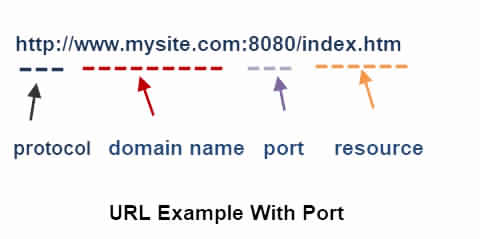 http://www.mysite.com:8080/index.htm
protocol domain name port resource
URL Example With Port